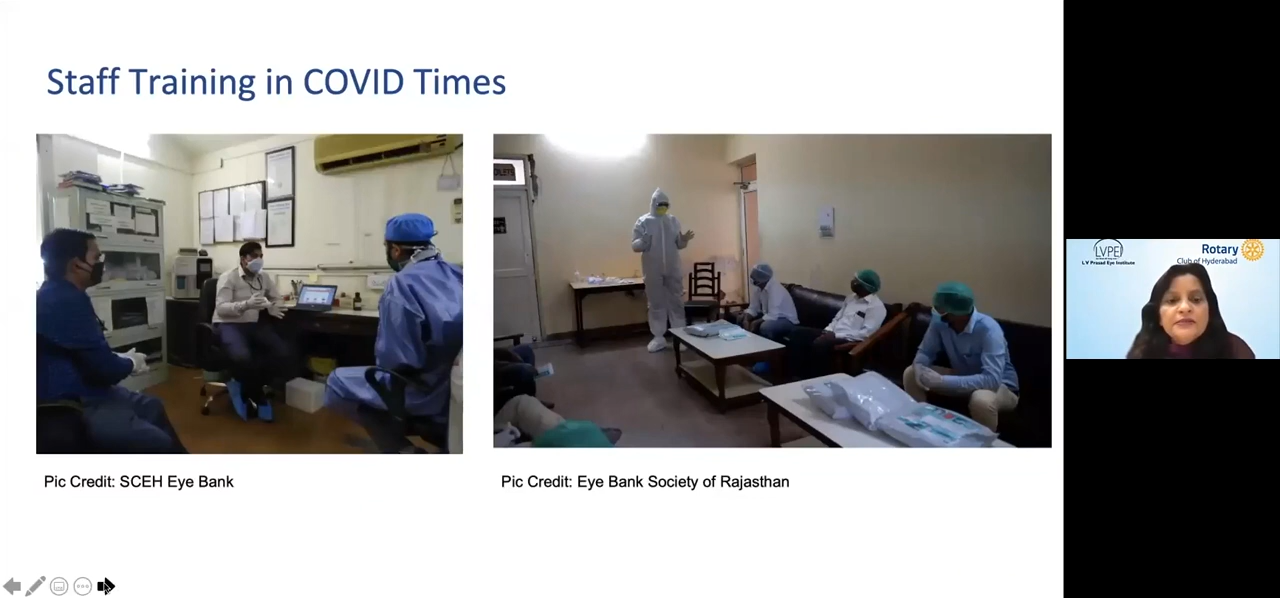 Staff Training in COVID Times
Pic Credit: SCEH Eye Bank
Pic Credit: Eye Bank Society of Rajasthan
LVPEI
L V Prasad Eye Institute
Rotary
Club of Hyderabad